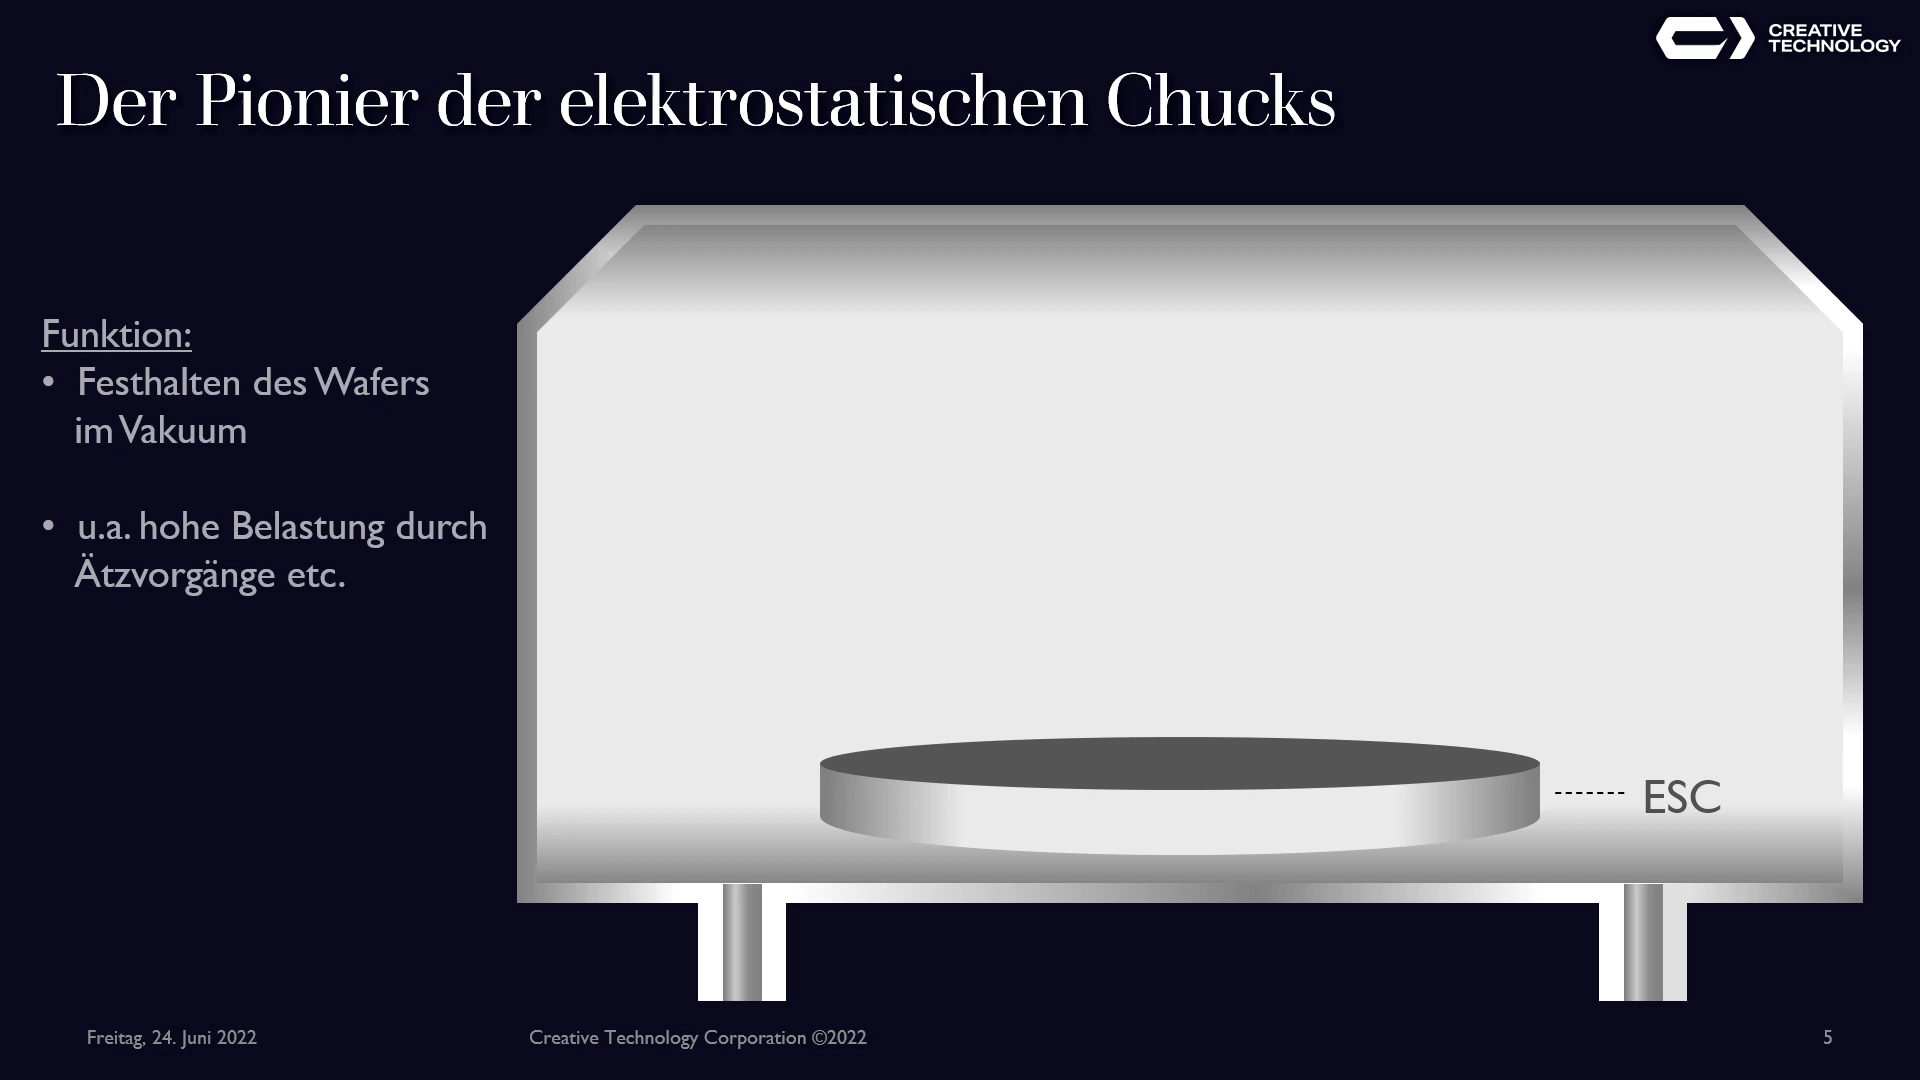 CREATIVE
TECHNOLOGY
Der Pionier der elektrostatischen Chucks
Funktion:
• Festhalten des Wafers
im Vakuum
• u.a. hohe Belastung durch
Ätzvorgänge etc.
ESC
Freitag, 24. Juni 2022
Creative Technology Corporation ©2022
5